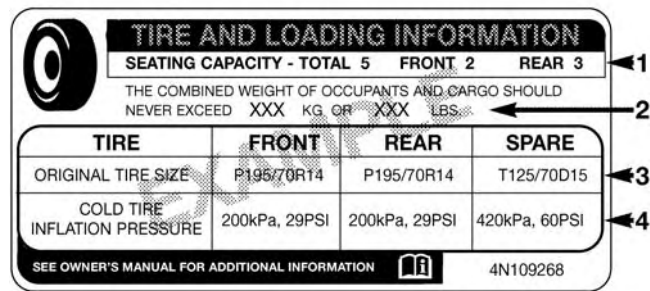 TIRE AND LOADING INFORMATION
SEATING CAPACITY - TOTAL 5 FRONT 2 REAR 3
1
THE COMBINED WEIGHT OF OCCUPANTS AND CARGO SHOULD
NEVER EXCEED XXX KG OR XXX LBS.
2
TIRE FRONT REAR SPARE
ORIGINAL TIRE SIZE P195/70R14 P195/70R14 T125/70D15
3
COLD TIRE
INFLATION PRESSURE 200kPa, 29PSI 200kPa, 29PSI 420kPa, 60PSI
4
SEE OWNER'S MANUAL FOR ADDITIONAL INFORMATION 4N109268
EXAMPLE